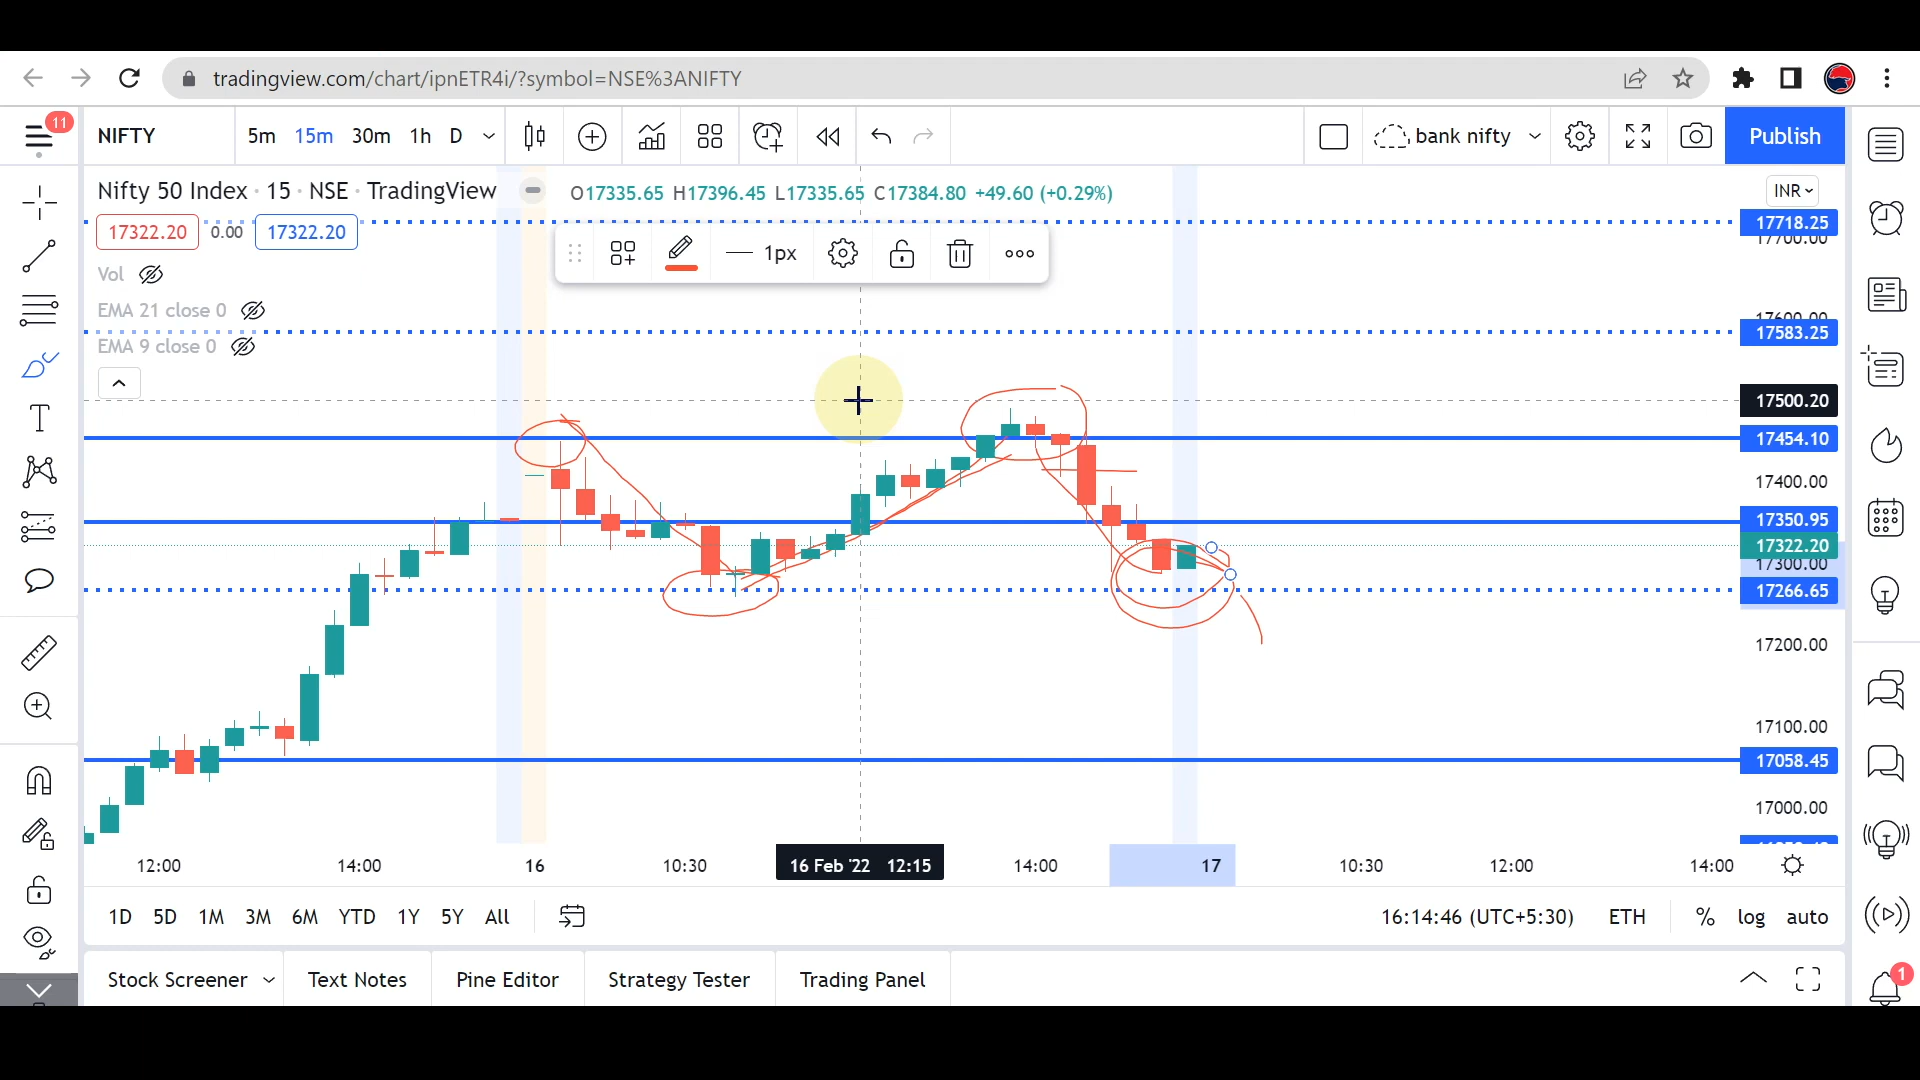 tradingview.com/chart/ipnETR4i/?symbol=NSE%3ANIFTY
11
NIFTY
5m 15m 30m 1h D
bank nifty
Publish
Nifty 50 Index · 15 · NSE · TradingView
O17335.65 H17396.45 L17335.65 C17384.80 +49.60 (+0.29%)
INR
17322.20 0.00 17322.20
1px
Vol
EMA 21 close 0
EMA 9 close 0
17718.25
17700.00
17600.00
17583.25
17500.20
17454.10
17400.00
17350.95
17322.20
17300.00
17266.65
17200.00
17100.00
17058.45
17000.00
12:00 14:00 16 10:30 16 Feb '22 12:15 14:00 17 10:30 12:00 14:00
1D 5D 1M 3M 6M YTD 1Y 5Y All
16:14:46 (UTC+5:30) ETH % log auto
Stock Screener Text Notes Pine Editor Strategy Tester Trading Panel
1